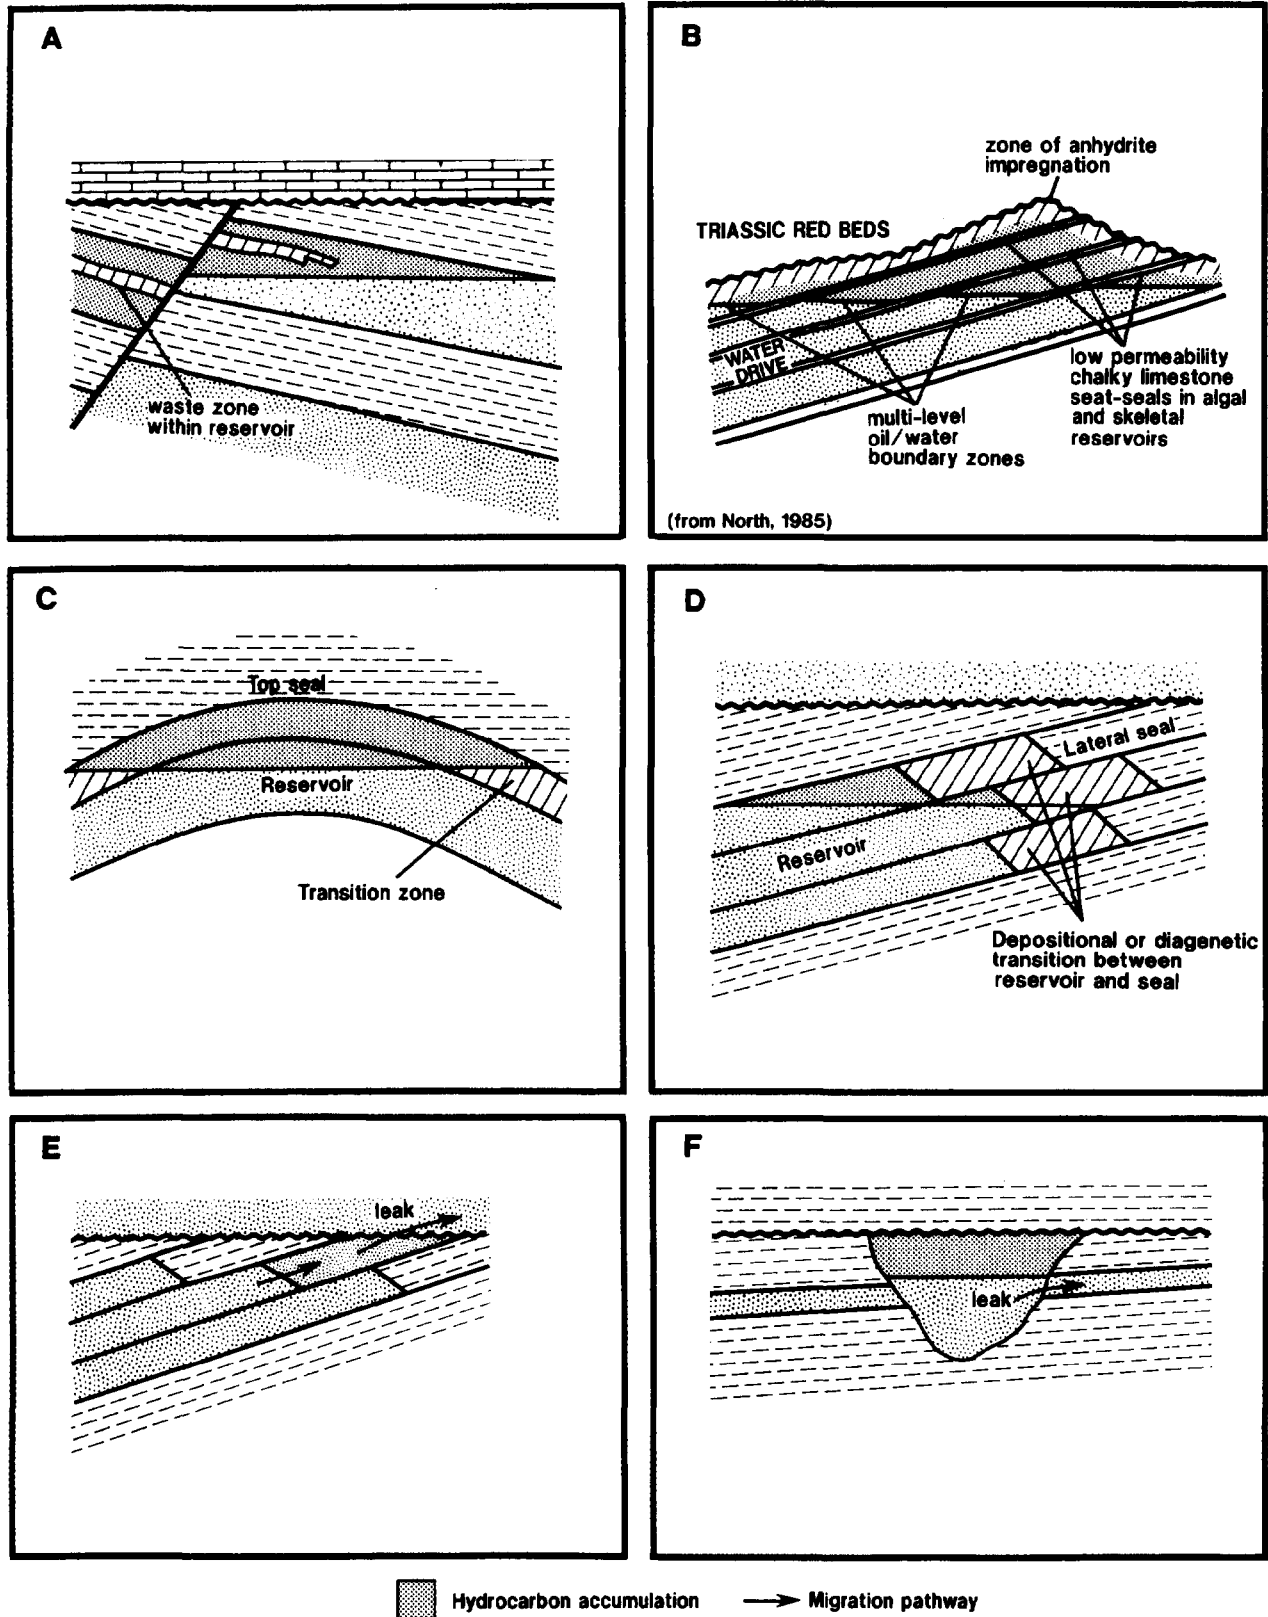 A
waste zone
within reservoir
B
zone of anhydrite
impregnation
TRIASSIC RED BEDS
WATER
DRIVE
low permeability
chalky limestone
seat-seals in algal
and skeletal
reservoirs
multi-level
oil/water
boundary zones
(from North, 1985)
C
Top seal
Reservoir
Transition zone
D
Lateral seal
Reservoir
Depositional or diagenetic
transition between
reservoir and seal
E
leak
F
leak
Hydrocarbon accumulation
Migration pathway